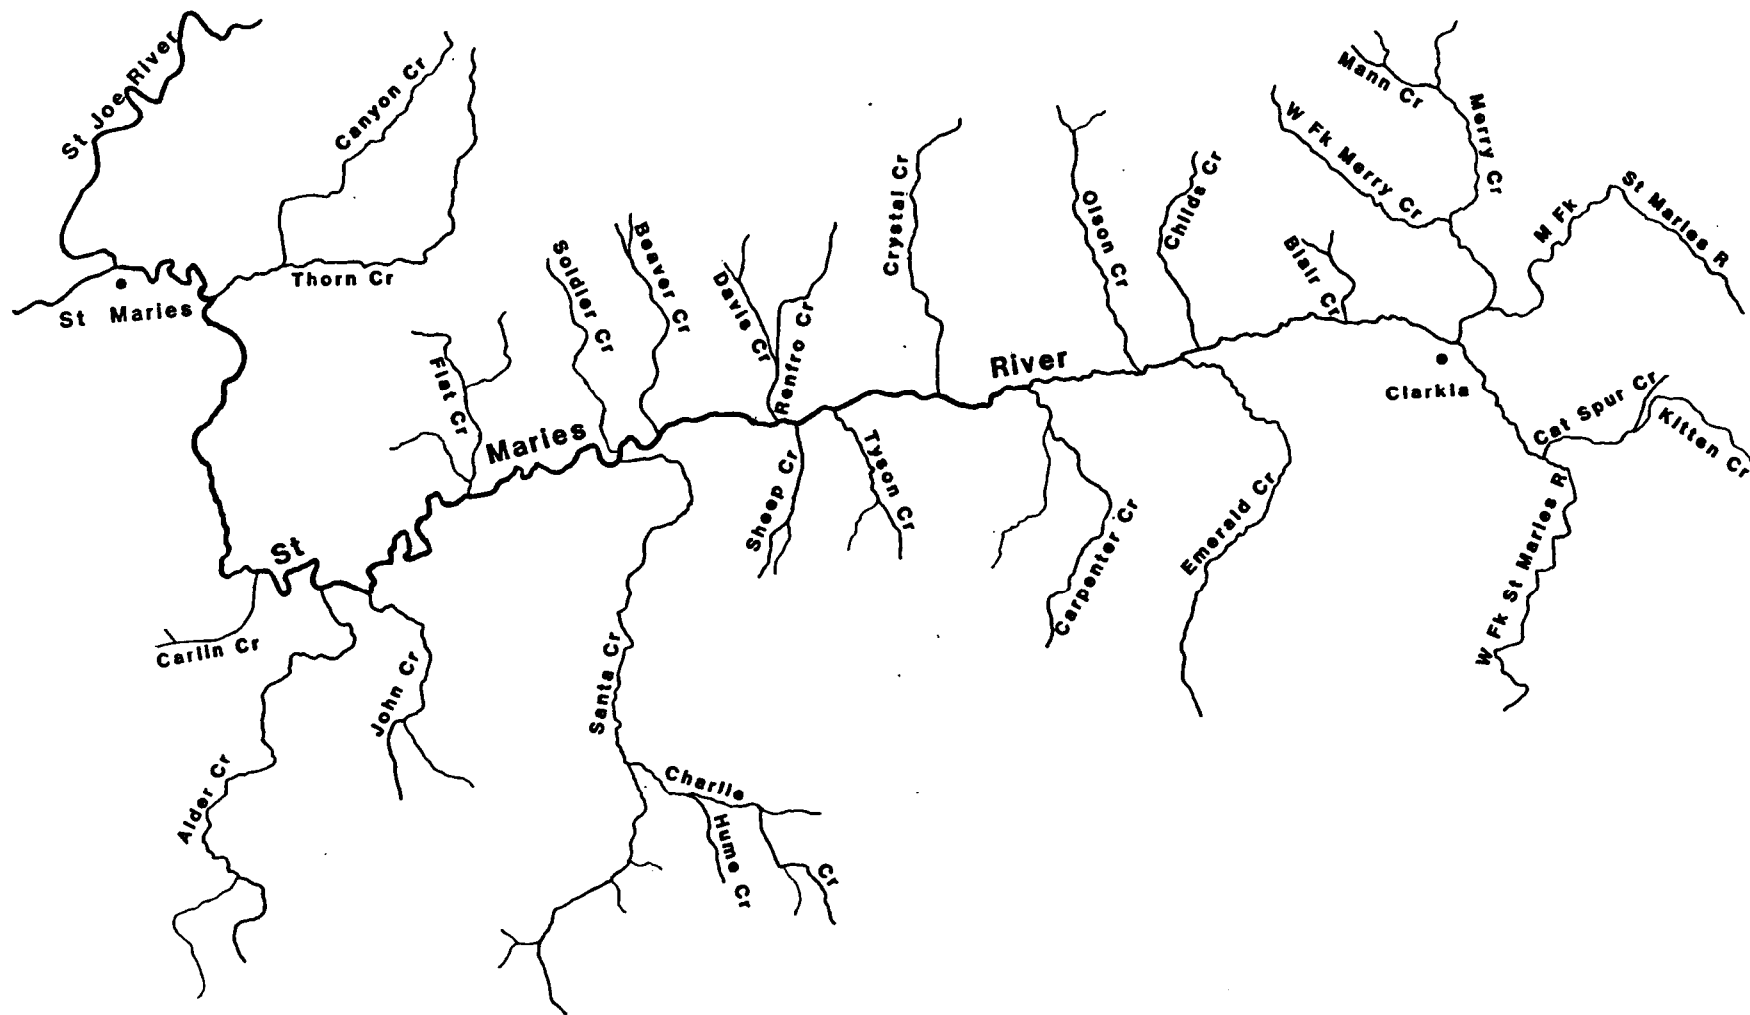 St Joe River
Canyon Cr
Thorn Cr
St Maries
Flat Cr
Soldier Cr
Beaver Cr
Davis Cr
Renfro Cr
Crystal Cr
Olson Cr
Childs Cr
Blair Cr
Mann Cr
Merry Cr
W Fk Merry Cr
M Fk St Maries R
Clarkia
Cat Spur Cr
Kitten Cr
W Fk St Maries R
St Maries River
Sheep Cr
Tyson Cr
Carpenter Cr
Emerald Cr
Carlin Cr
John Cr
Alder Cr
Santa Cr
Charlie Cr
Hume Cr